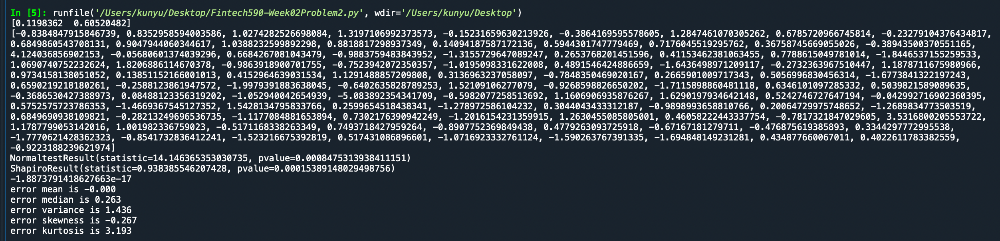 In [5]: runfile('/Users/kunyu/Desktop/Fintech590-Week02Problem2.py', wdir='/Users/kunyu/Desktop')
[0.1198362  0.60520482]
[-0.8384847915846739, 0.8352958594003586, 1.0274282526698084, 1.3197106992373573, -0.15231659630213926, -0.3864169595578605, 1.2847461070305262, 0.6785720966745814, -0.23279104376434817,
0.6849860543708131, 0.9047944060344617, 1.0388232599892298, 0.8818817298937349, 0.14094187587172136, 0.5944301747779469, 0.7176045519295762, 0.36758745669055026, -0.38943500370551165,
4.124036856902153, -0.05680601374039296, 0.6684267081043479, -0.9883759483843952, -1.3155729647089247, 0.2653768201451596, 0.41153462381063455, 0.7788615049781014, -1.8446537155259533,
1.0690740752232624, 1.8206886114670378, -0.9863918900701755, -0.7523942072350357, -1.0195098331622008, 0.4891546424886659, -1.6436498971209117, -0.2732363967510447, 1.1878711675980966,
0.9734158138051052, 0.13851152166001013, 0.4152964639031534, 1.1291488857209808, 0.3136963237058097, -0.7848350469020167, 0.2665901009717343, 0.5056996830456314, -1.6773841322197243,
0.6590219218180261, -0.2588123861947572, -1.9979391883638045, -0.6402635828789253, 1.52109106277079, -0.9268598826650202, -1.7115898860481118, 0.6346101097285332, 0.5039821589089635,
-0.3686530427388973, 0.08488123356319202, -1.052940042654939, -5.083892354341709, -0.5982077258513692, 1.1606906935876267, 1.6290197934642148, 0.5242746727647194, -0.042992716902360395,
0.5752575723786353, -1.4669367545127352, 1.5428134795833766, 0.2599654518438341, -1.278972586104232, 0.3044043433312187, -0.9898993658810766, 0.20064729975748652, -1.2689834773503519,
0.6849690938109821, -0.28213249696536735, -1.1177084881653894, 0.7302176390942249, -1.2016154231359915, 1.2630455085805001, 0.46058222443337754, -0.7817321847029605, 3.5316800205553722,
1.1787799053142016, 1.001982336759023, -0.5171168338263349, 0.7493718427959264, -0.8907752369849438, 0.4779263093725918, -0.67167181279711, -0.476875619385893, 0.3344297772995538,
-1.7770621428362323, -0.8541732836412241, -1.523216675392819, 0.517431086896601, -1.0716923332761124, -1.590263767391335, -1.694848149231281, 0.434877660067011, 0.4022611783382559,
-0.9223188239621974]
NormaltestResult(statistic=14.146365353030735, pvalue=0.0008475313938411151)
ShapiroResult(statistic=0.938385546207428, pvalue=0.00015389148029498756)
-1.8873791418627663e-17
error mean is -0.000
error median is 0.263
error variance is 1.436
error skewness is -0.267
error kurtosis is 3.193